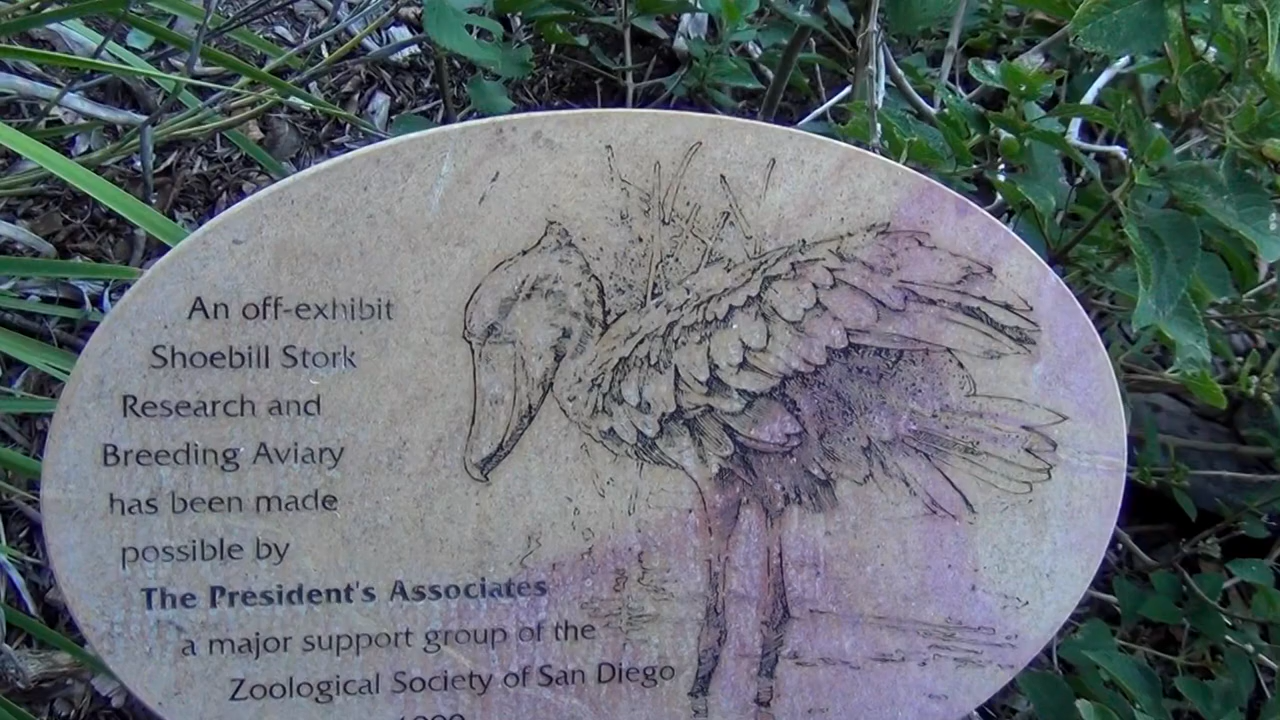 An off-exhibit
Shoebill Stork
Research and
Breeding Aviary
has been made
possible by
The President's Associates
a major support group of the
Zoological Society of San Diego